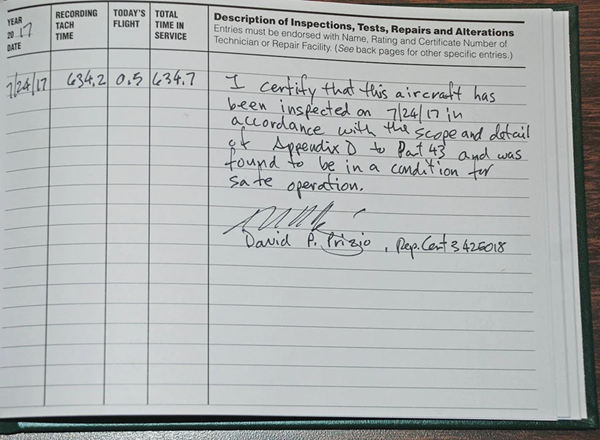 YEAR
2017
DATE
RECORDING
TACH
TIME
TODAY'S
FLIGHT
TOTAL
TIME IN
SERVICE
Description of Inspections, Tests, Repairs and Alterations
Entries must be endorsed with Name, Rating and Certificate Number of
Technician or Repair Facility. (See back pages for other specific entries.)
7/24/17 634.2 0.5 634.7
I certify that this aircraft has
been inspected on 7/24/17 in
accordance with the scope and detail
of Appendix D to Part 43 and was
found to be in a condition for
safe operation.
David P. Prizio, Rep. Cert 3426018